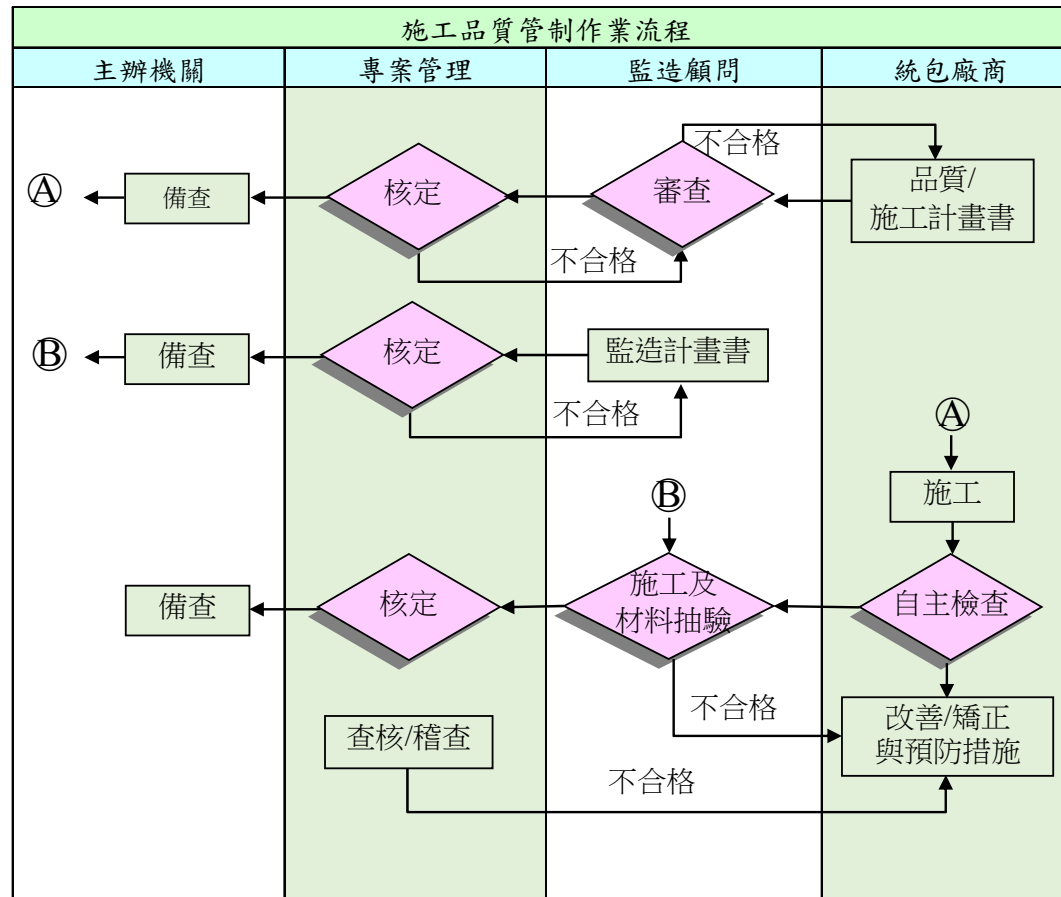 施工品質管制作業流程
主辦機關
專案管理
監造顧問
統包廠商
不合格
Ⓐ
備查
核定
審查
品質/
施工計畫書
不合格
Ⓑ
備查
核定
監造計畫書
不合格
Ⓐ
施工
Ⓑ
備查
核定
施工及
材料抽驗
自主檢查
不合格
查核/稽查
改善/矯正
與預防措施
不合格